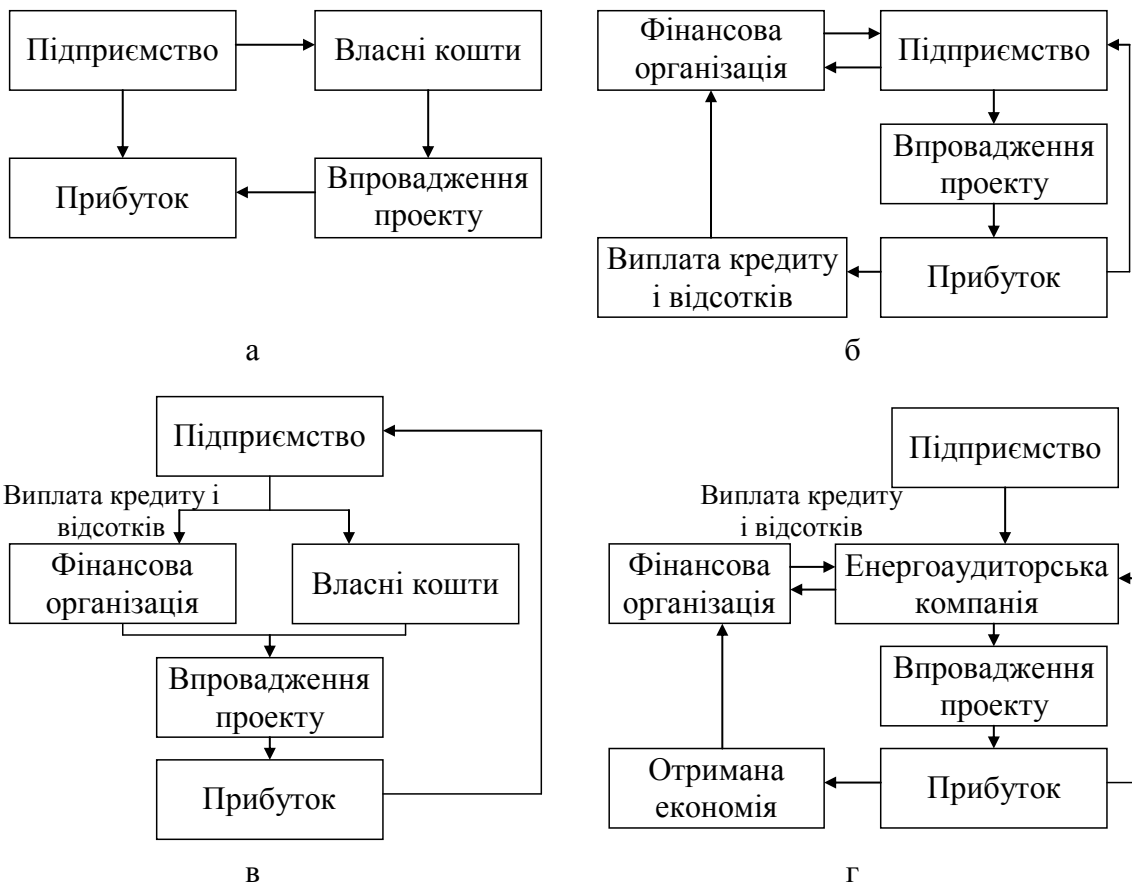 Підприємство
Власні кошти
Прибуток
Впровадження
проекту
а
Фінансова
організація
Підприємство
Впровадження
проекту
Виплата кредиту
і відсотків
Прибуток
б
Підприємство
Виплата кредиту і
відсотків
Фінансова
організація
Власні кошти
Впровадження
проекту
Прибуток
в
Підприємство
Виплата кредиту
і відсотків
Фінансова
організація
Енергоаудиторська
компанія
Впровадження
проекту
Отримана
економія
Прибуток
г